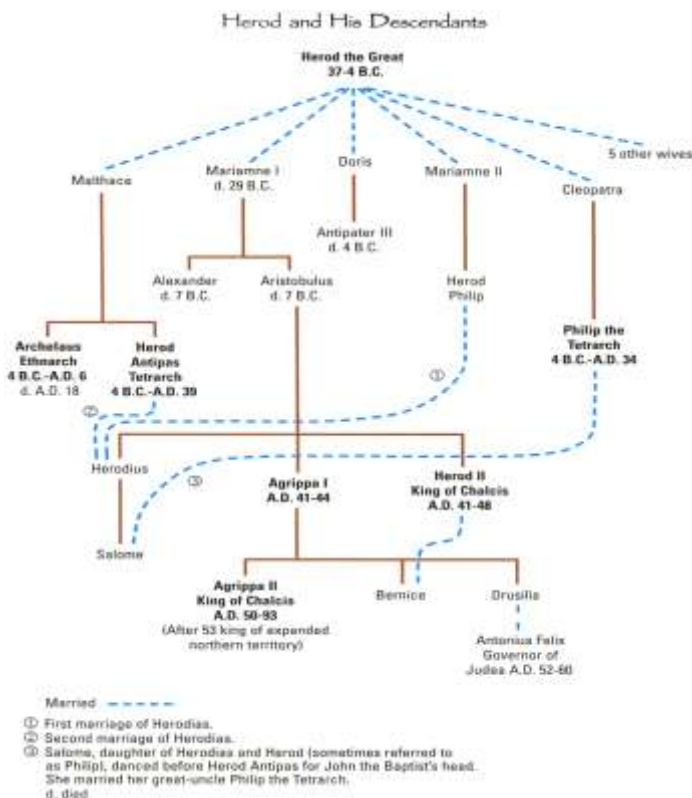 Herod and His Descendants
Herod the Great
37-4 B.C.
5 other wives
Malthace
Mariamne I
d. 29 B.C.
Doris
Mariamne II
Cleopatra
Antipater III
d. 4 B.C.
Alexander
d. 7 B.C.
Aristobulus
d. 7 B.C.
Herod
Philip
Archelaus
Ethnarch
4 B.C.-A.D. 6
d. A.D. 18
Herod
Antipas
Tetrarch
4 B.C.-A.D. 39
Philip the
Tetrarch
4 B.C.-A.D. 34
①
②
Herodius
③
Agrippa I
A.D. 41-44
Herod II
King of Chalcis
A.D. 41-48
Salome
Agrippa II
King of Chalcis
A.D. 50-93
(After 53 king of expanded
northern territory)
Bernice
Drusilla
Antonius Felix
Governor of
Judea A.D. 52-60
Married
① First marriage of Herodias.
② Second marriage of Herodias.
③ Salome, daughter of Herodias and Herod (sometimes referred to
as Philip), danced before Herod Antipas for John the Baptist's head.
She married her great-uncle Philip the Tetrarch.
d. died